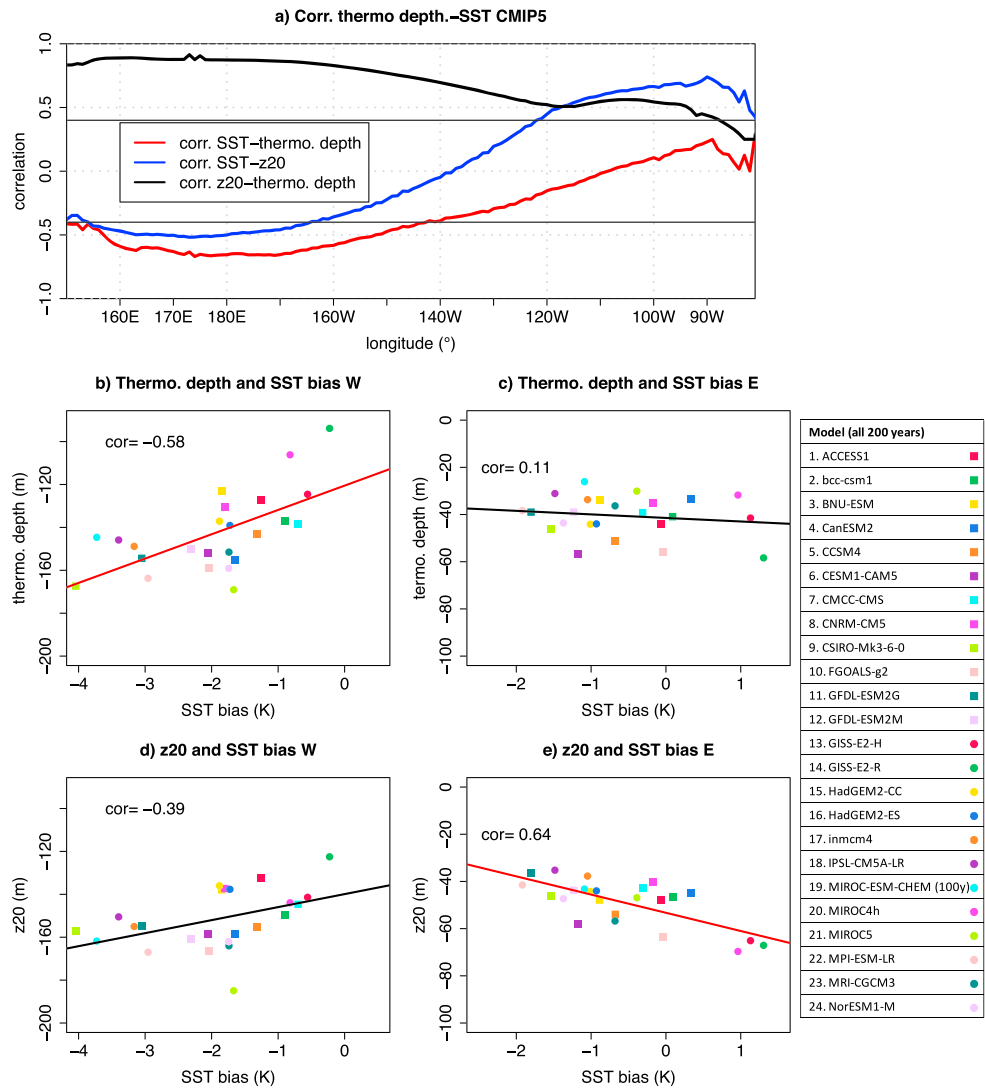 a) Corr. thermo depth.−SST CMIP5
correlation
1.0
0.5
0.0
−0.5
−1.0
corr. SST−thermo. depth
corr. SST−z20
corr. z20−thermo. depth
160E 170E 180E 160W 140W 120W 100W 90W
longitude (°)
b) Thermo. depth and SST bias W
cor= −0.58
thermo. depth (m)
−120
−160
−200
−4 −3 −2 −1 0
SST bias (K)
c) Thermo. depth and SST bias E
cor= 0.11
termo. depth (m)
0
−20
−40
−60
−80
−100
−2 −1 0 1
SST bias (K)
d) z20 and SST bias W
cor= −0.39
z20 (m)
−120
−160
−200
−4 −3 −2 −1 0
SST bias (K)
e) z20 and SST bias E
cor= 0.64
z20 (m)
0
−20
−40
−60
−80
−100
−2 −1 0 1
SST bias (K)
Model (all 200 years)
1. ACCESS1
2. bcc-csm1
3. BNU-ESM
4. CanESM2
5. CCSM4
6. CESM1-CAM5
7. CMCC-CMS
8. CNRM-CM5
9. CSIRO-Mk3-6-0
10. FGOALS-g2
11. GFDL-ESM2G
12. GFDL-ESM2M
13. GISS-E2-H
14. GISS-E2-R
15. HadGEM2-CC
16. HadGEM2-ES
17. inmcm4
18. IPSL-CM5A-LR
19. MIROC-ESM-CHEM (100y)
20. MIROC4h
21. MIROC5
22. MPI-ESM-LR
23. MRI-CGCM3
24. NorESM1-M